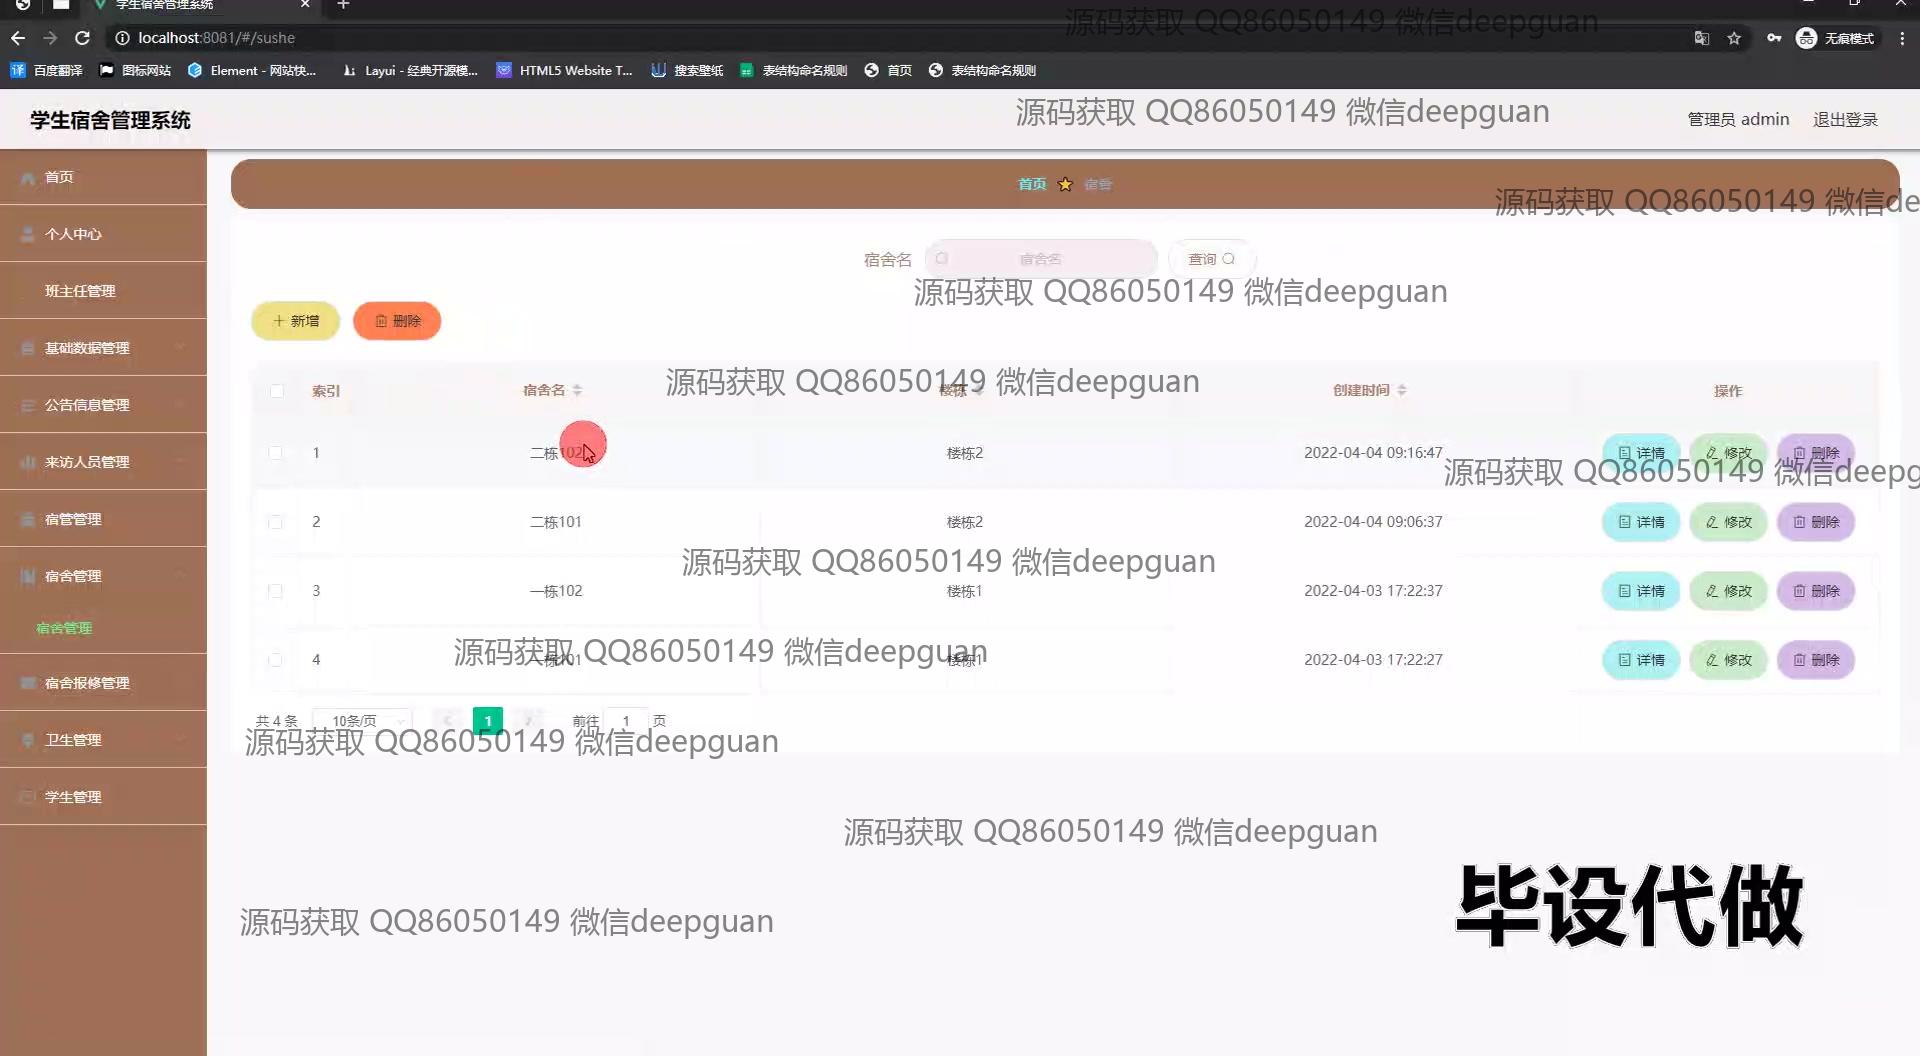 学生宿舍管理系统
localhost:8081/#/sushe
无痕模式
百度翻译 图标网站 Element - 网站快... Layui - 经典开源模... HTML5 Website T... 搜索壁纸 表结构命名规则 首页 表结构命名规则
源码获取 QQ86050149 微信deepguan
学生宿舍管理系统
源码获取 QQ86050149 微信deepguan
管理员 admin 退出登录
首页
个人中心
班主任管理
基础数据管理
公告信息管理
来访人员管理
宿管管理
宿舍管理
宿舍管理
宿舍报修管理
卫生管理
学生管理
首页 宿舍
源码获取 QQ86050149 微信de
宿舍名 宿舍名 查询
源码获取 QQ86050149 微信deepguan
新增 删除
源码获取 QQ86050149 微信deepguan
索引 宿舍名 楼栋 创建时间 操作
1 二栋102 楼栋2 2022-04-04 09:16:47 详情 修改 删除
源码获取 QQ86050149 微信deepg
2 二栋101 楼栋2 2022-04-04 09:06:37 详情 修改 删除
源码获取 QQ86050149 微信deepguan
3 一栋102 楼栋1 2022-04-03 17:22:37 详情 修改 删除
源码获取 QQ86050149 微信deepguan
4 一栋101 楼栋1 2022-04-03 17:22:27 详情 修改 删除
共 4 条 10条/页 1 前往 1 页
源码获取 QQ86050149 微信deepguan
源码获取 QQ86050149 微信deepguan
毕设代做
源码获取 QQ86050149 微信deepguan